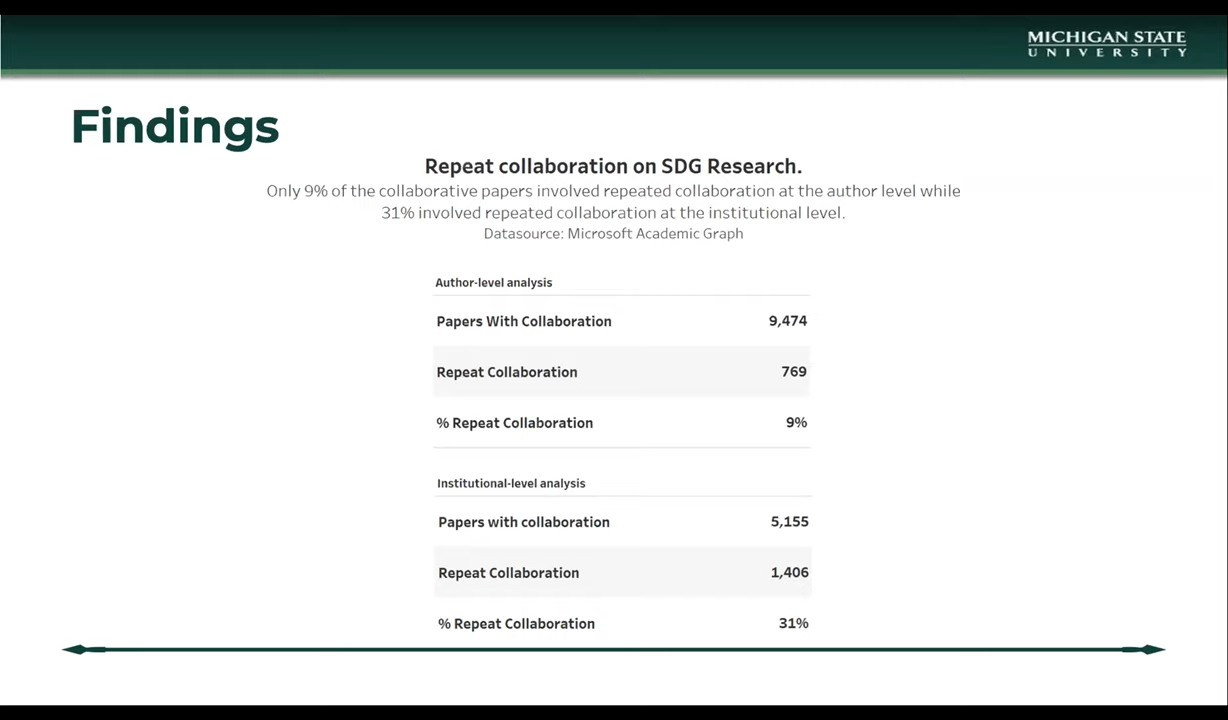 MICHIGAN STATE
UNIVERSITY
Findings
Repeat collaboration on SDG Research.
Only 9% of the collaborative papers involved repeated collaboration at the author level while
31% involved repeated collaboration at the institutional level.
Datasource: Microsoft Academic Graph
Author-level analysis
Papers With Collaboration 9,474
Repeat Collaboration 769
% Repeat Collaboration 9%
Institutional-level analysis
Papers with collaboration 5,155
Repeat Collaboration 1,406
% Repeat Collaboration 31%